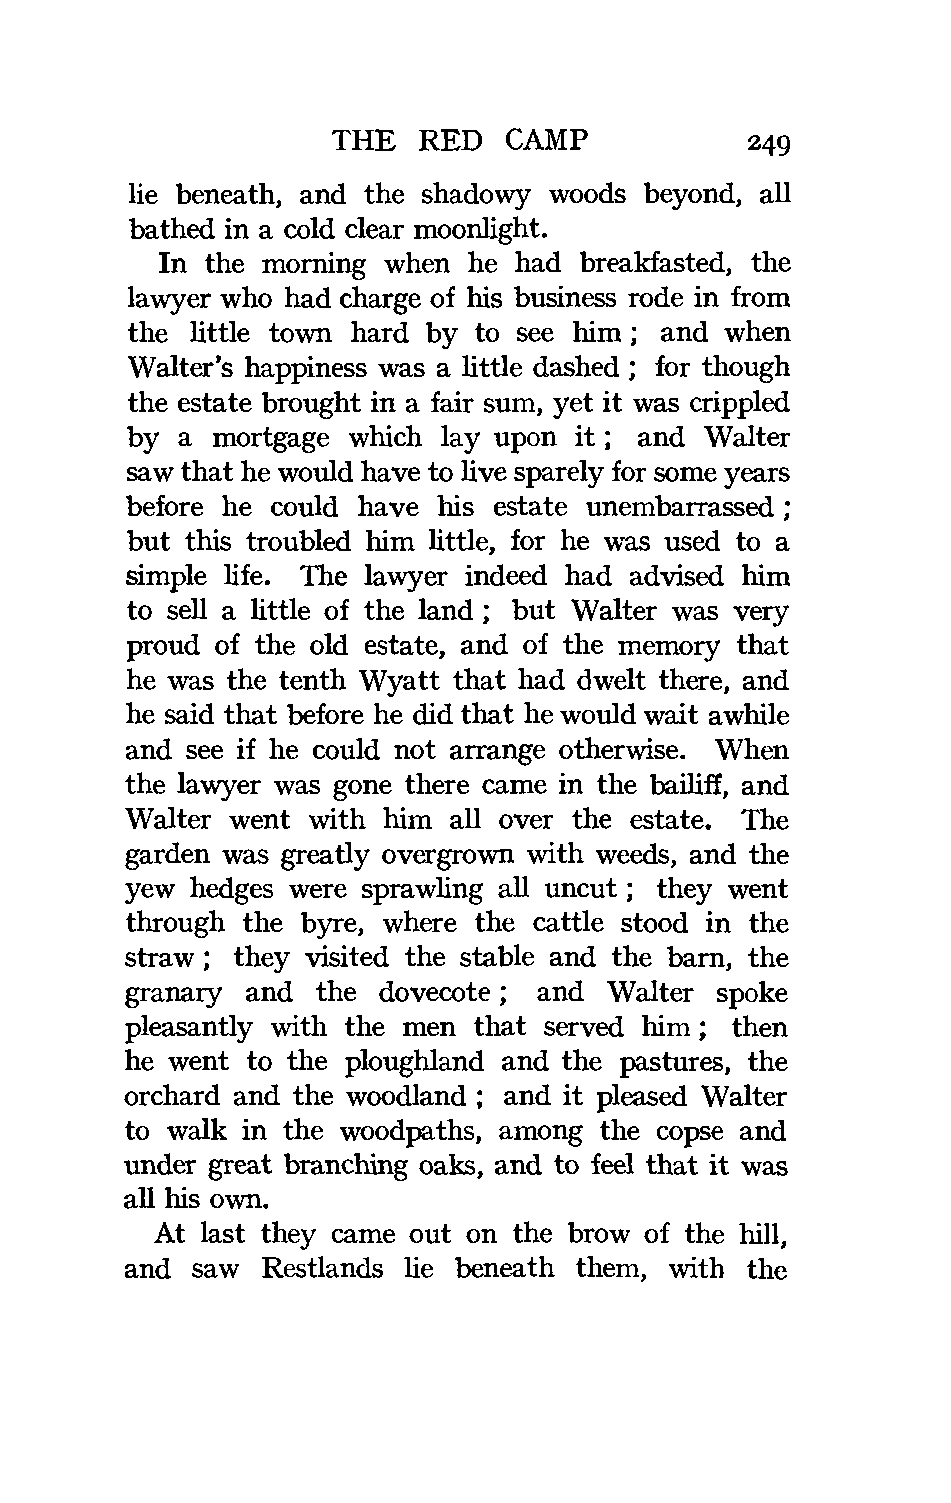 THE RED CAMP 249
lie beneath, and the shadowy woods beyond, all
bathed in a cold clear moonlight.
In the morning when he had breakfasted, the
lawyer who had charge of his business rode in from
the little town hard by to see him ; and when
Walter's happiness was a little dashed ; for though
the estate brought in a fair sum, yet it was crippled
by a mortgage which lay upon it ; and Walter
saw that he would have to live sparely for some years
before he could have his estate unembarrassed ;
but this troubled him little, for he was used to a
simple life. The lawyer indeed had advised him
to sell a little of the land ; but Walter was very
proud of the old estate, and of the memory that
he was the tenth Wyatt that had dwelt there, and
he said that before he did that he would wait awhile
and see if he could not arrange otherwise. When
the lawyer was gone there came in the bailiff, and
Walter went with him all over the estate. The
garden was greatly overgrown with weeds, and the
yew hedges were sprawling all uncut ; they went
through the byre, where the cattle stood in the
straw ; they visited the stable and the barn, the
granary and the dovecote ; and Walter spoke
pleasantly with the men that served him ; then
he went to the ploughland and the pastures, the
orchard and the woodland ; and it pleased Walter
to walk in the woodpaths, among the copse and
under great branching oaks, and to feel that it was
all his own.
At last they came out on the brow of the hill,
and saw Restlands lie beneath them, with the